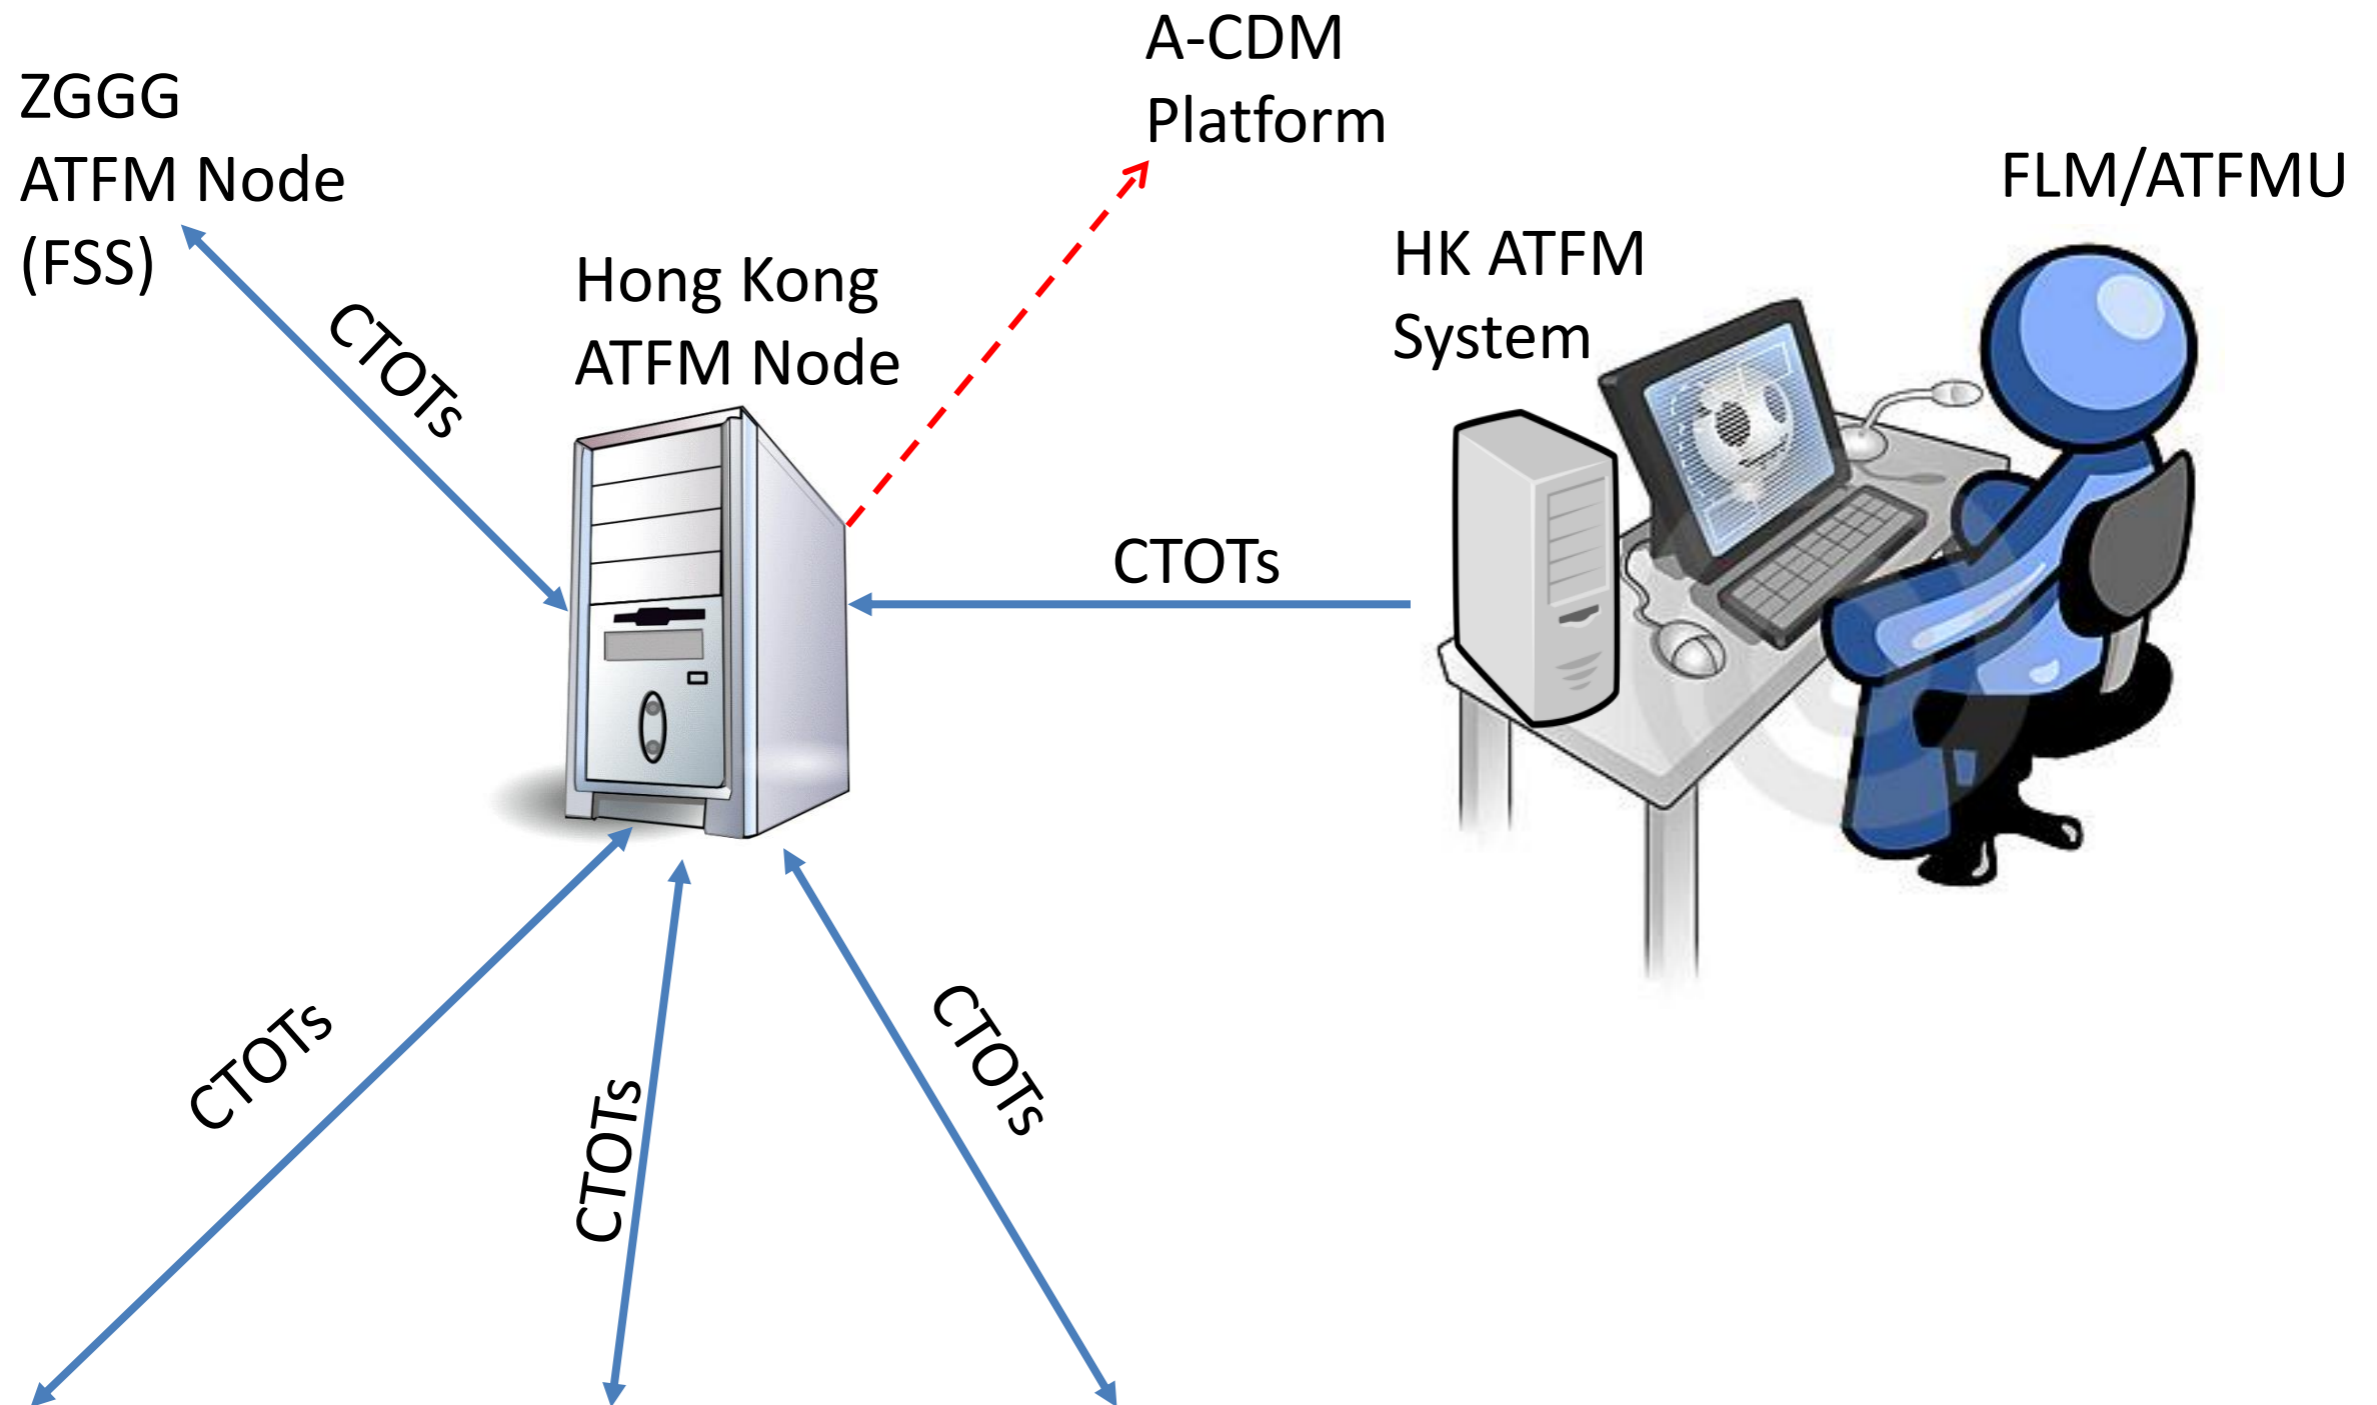 A-CDM
Platform
ZGGG
ATFM Node
(FSS)
FLM/ATFMU
HK ATFM
System
Hong Kong
ATFM Node
CTOTs
CTOTs
CTOTs
CTOTs
CTOTs